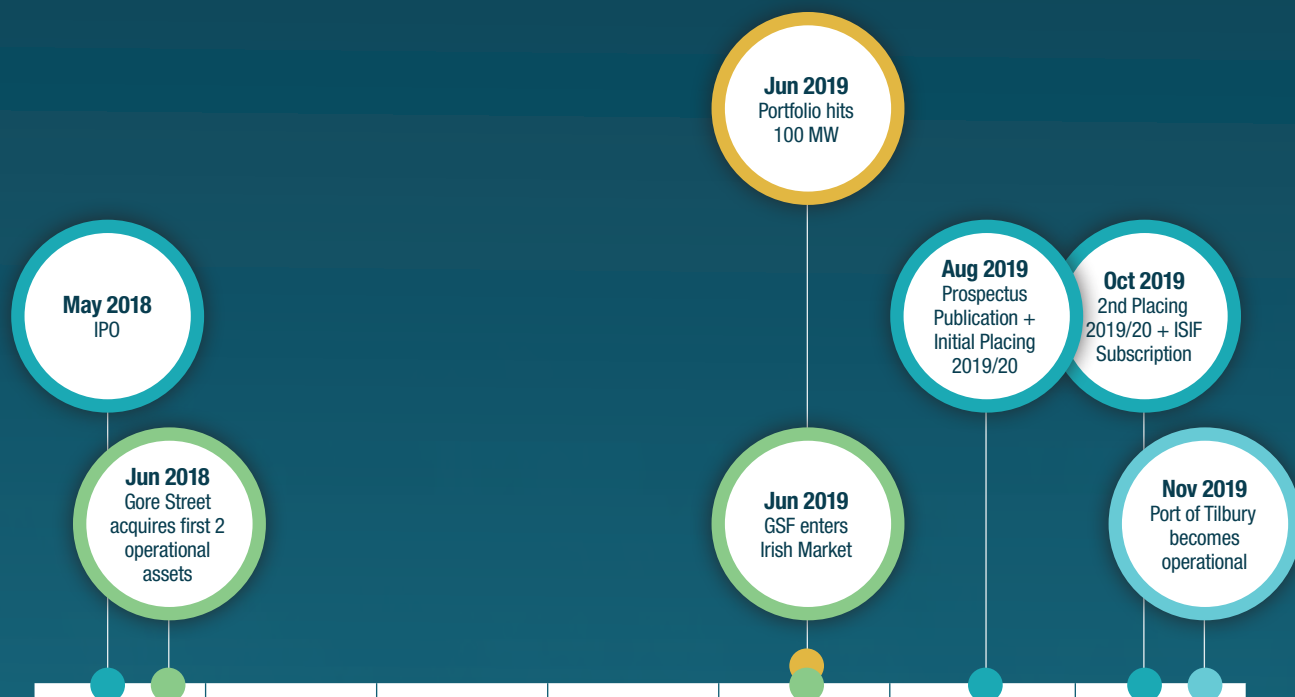 May 2018
IPO
Jun 2018
Gore Street
acquires first 2
operational
assets
Jun 2019
Portfolio hits
100 MW
Jun 2019
GSF enters
Irish Market
Aug 2019
Prospectus
Publication +
Initial Placing
2019/20
Oct 2019
2nd Placing
2019/20 + ISIF
Subscription
Nov 2019
Port of Tilbury
becomes
operational